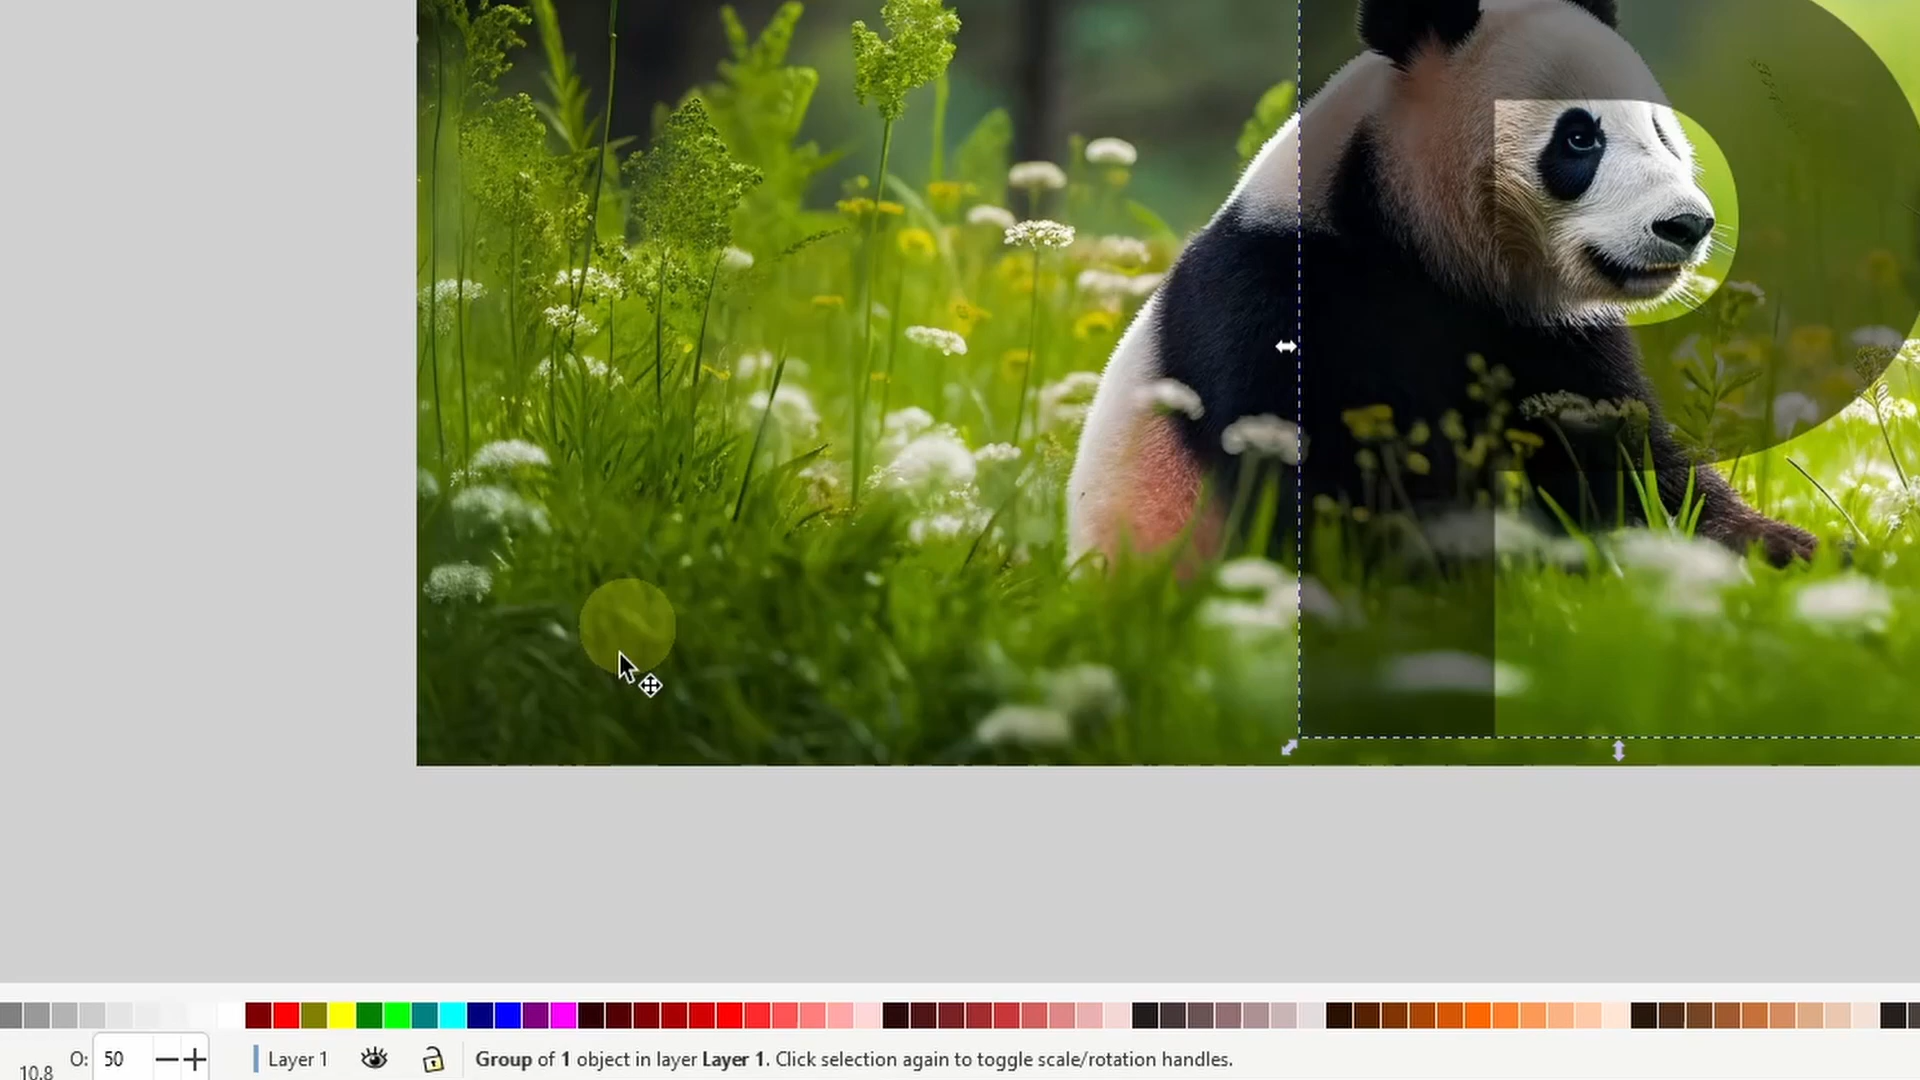 P
10.8 O: 50 Layer 1 Group of 1 object in layer Layer 1. Click selection again to toggle scale/rotation handles.